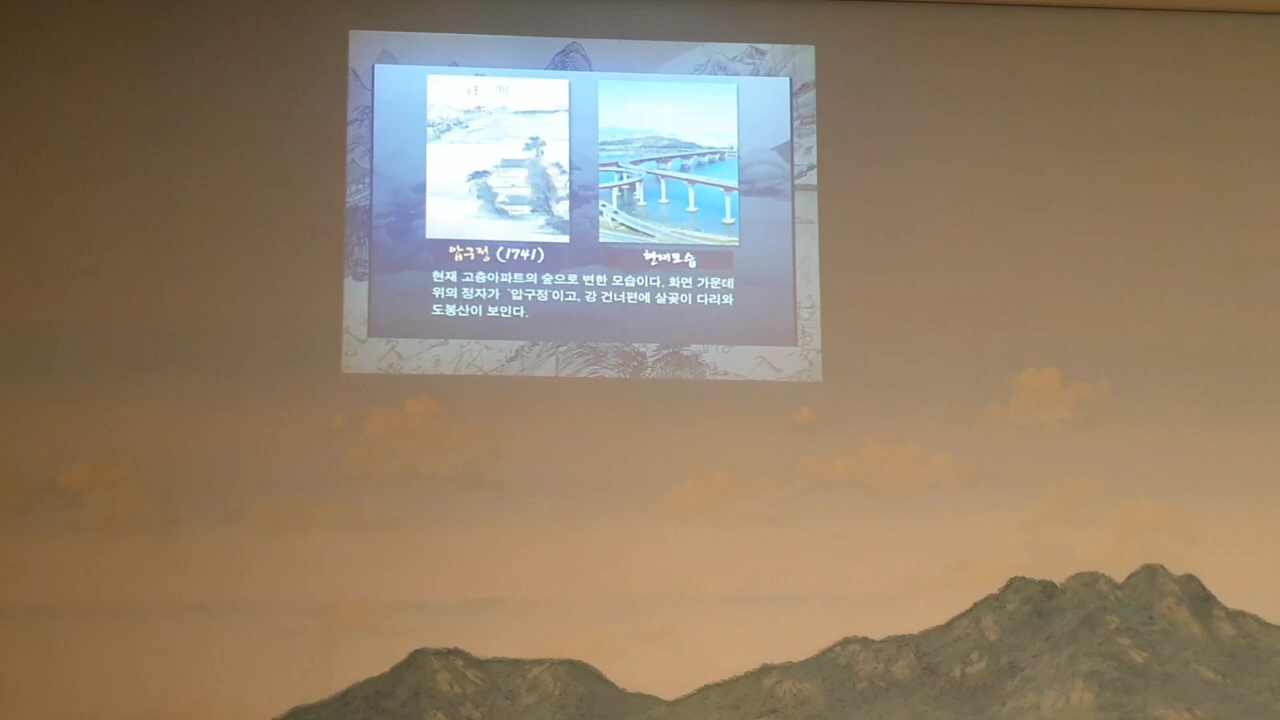 압구정 (1741)
현재모습
현재 고층아파트의 숲으로 변한 모습이다. 화면 가운데
위의 정자가 '압구정'이고, 강 건너편에 살곶이 다리와
도봉산이 보인다.